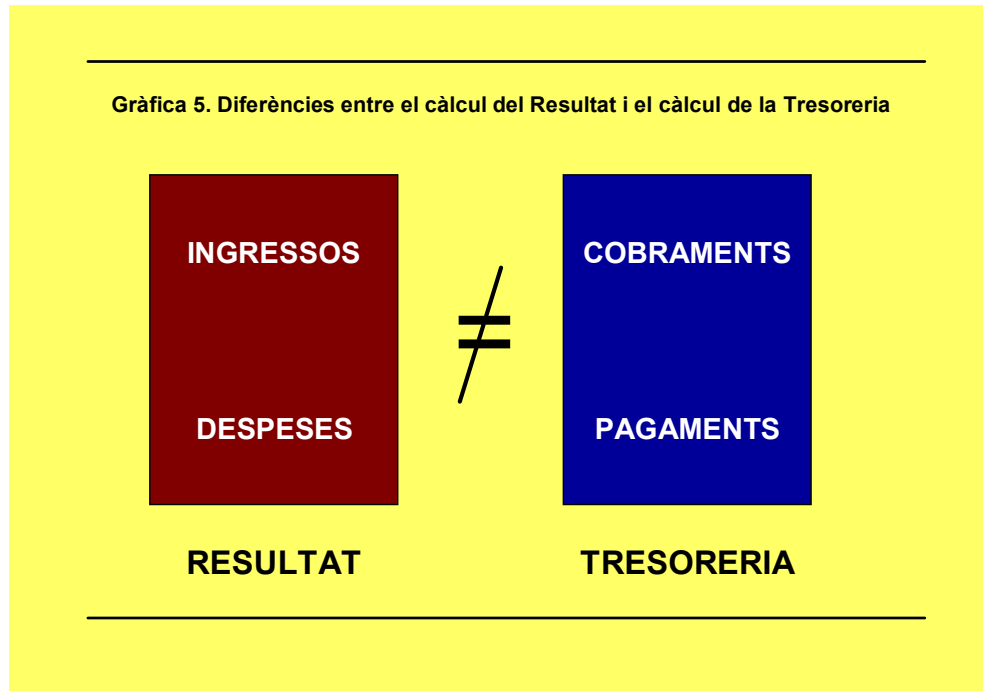 Gràfica 5. Diferències entre el càlcul del Resultat i el càlcul de la Tresoreria
INGRESSOS
COBRAMENTS
≠
DESPESES
PAGAMENTS
RESULTAT
TRESORERIA